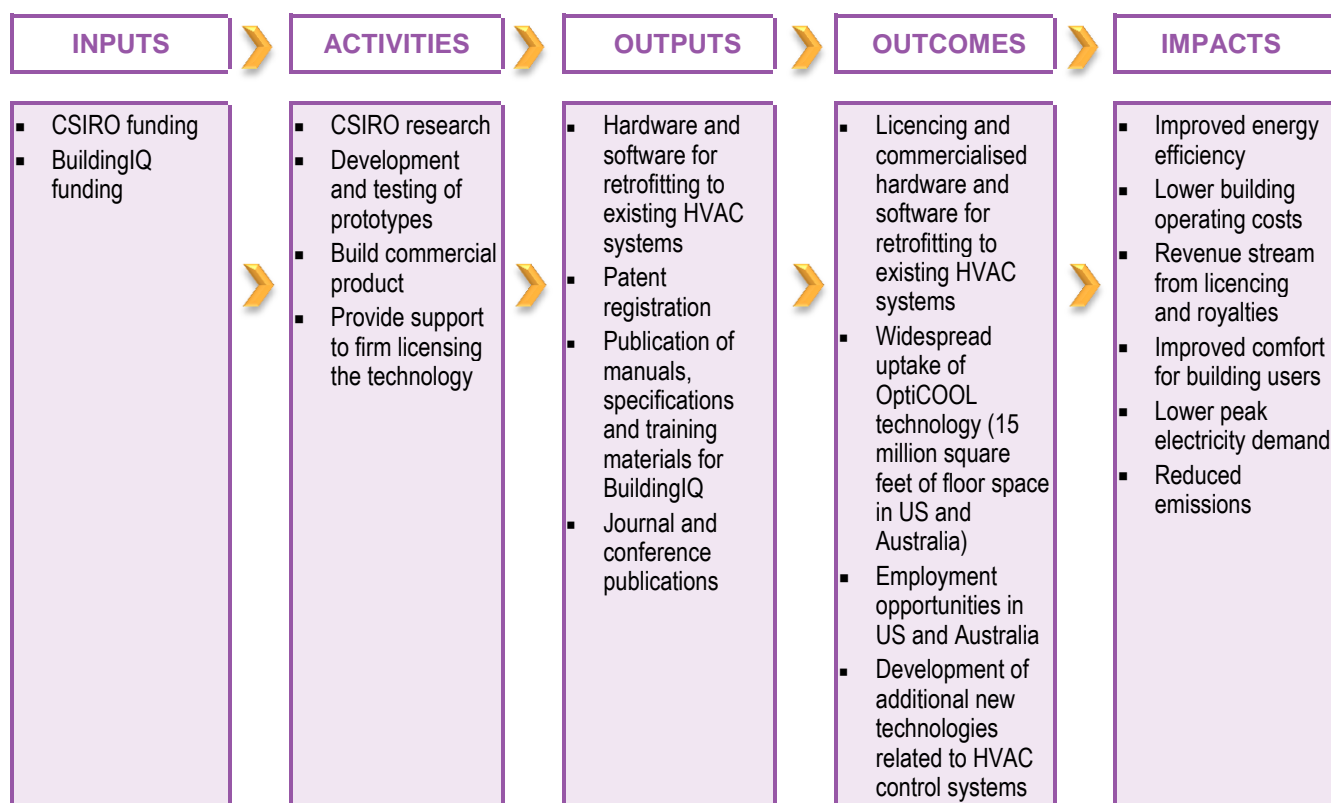 INPUTS
ACTIVITIES
OUTPUTS
OUTCOMES
IMPACTS
▪ CSIRO funding
▪ BuildingIQ
funding
▪ CSIRO research
▪ Development
and testing of
prototypes
▪ Build commercial
product
▪ Provide support
to firm licensing
the technology
▪ Hardware and
software for
retrofitting to
existing HVAC
systems
▪ Patent
registration
▪ Publication of
manuals,
specifications
and training
materials for
BuildingIQ
▪ Journal and
conference
publications
▪ Licencing and
commercialised
hardware and
software for
retrofitting to
existing HVAC
systems
▪ Widespread
uptake of
OptiCOOL
technology (15
million square
feet of floor space
in US and
Australia)
▪ Employment
opportunities in
US and Australia
▪ Development of
additional new
technologies
related to HVAC
control systems
▪ Improved energy
efficiency
▪ Lower building
operating costs
▪ Revenue stream
from licencing
and royalties
▪ Improved comfort
for building users
▪ Lower peak
electricity demand
▪ Reduced
emissions